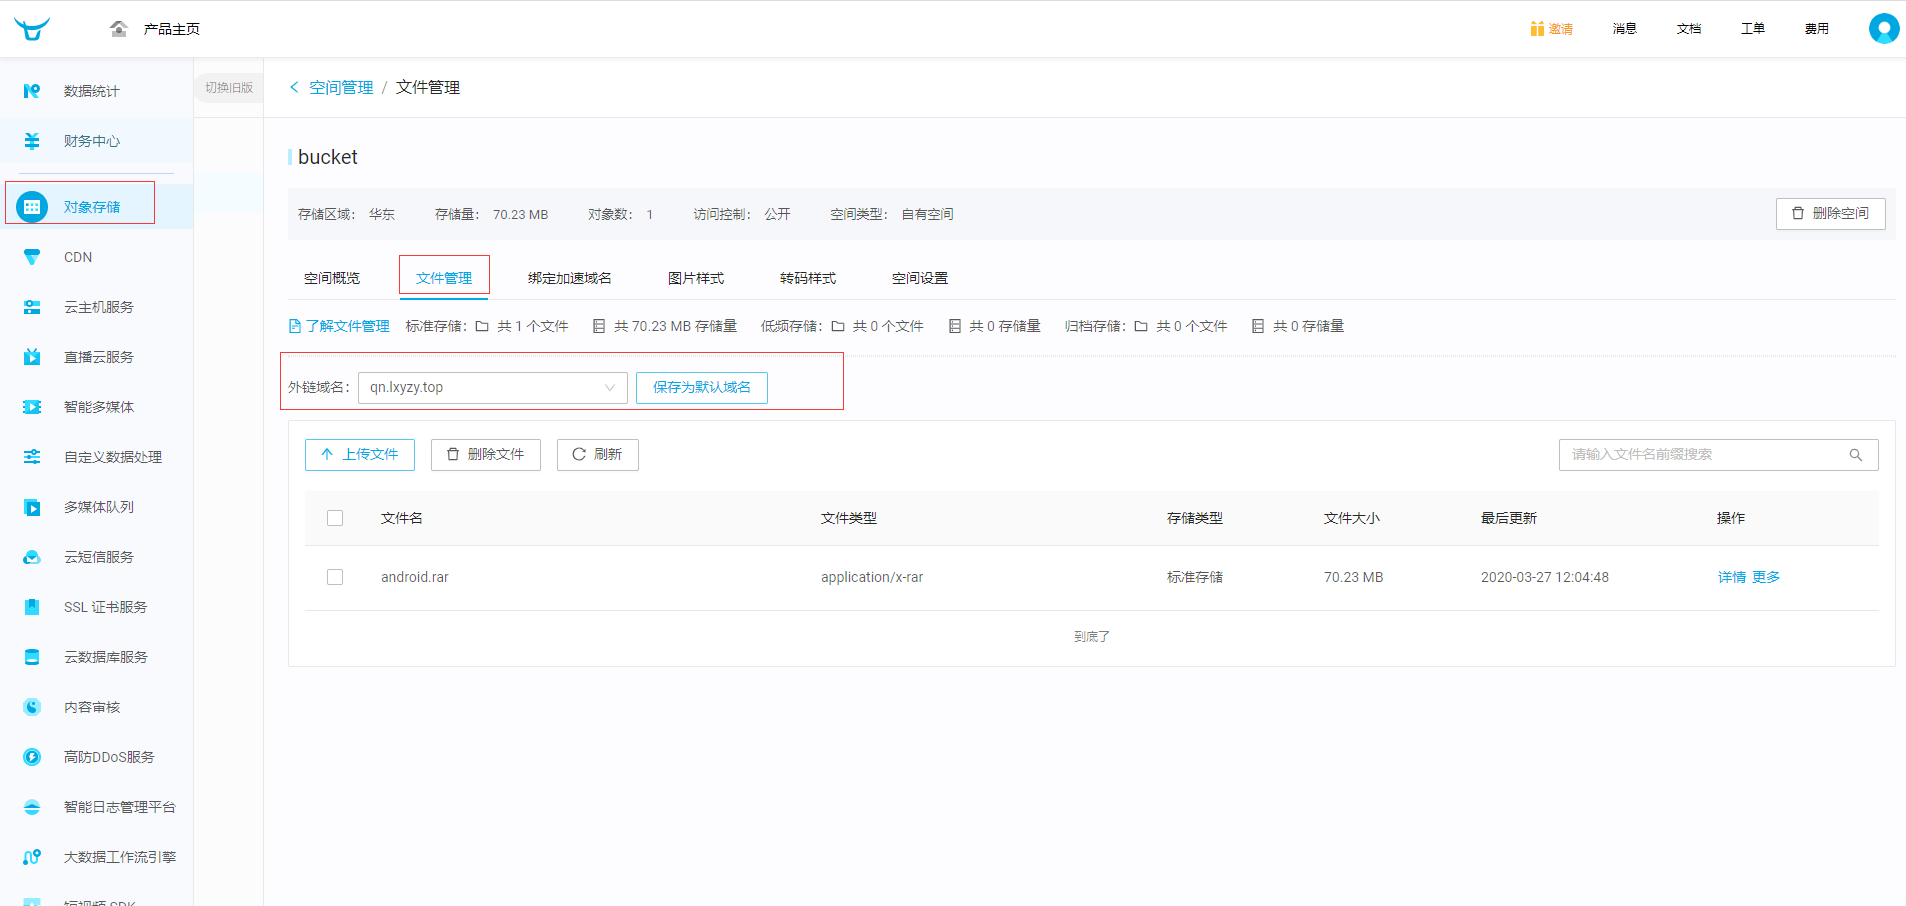 产品主页
邀请 消息 文档 工单 费用
数据统计
财务中心
对象存储
CDN
云主机服务
直播云服务
智能多媒体
自定义数据处理
多媒体队列
云短信服务
SSL 证书服务
云数据库服务
内容审核
高防DDoS服务
智能日志管理平台
大数据工作流引擎
短视频 SDK
切换旧版
空间管理 / 文件管理
bucket
存储区域： 华东 存储量： 70.23 MB 对象数： 1 访问控制： 公开 空间类型： 自有空间
删除空间
空间概览 文件管理 绑定加速域名 图片样式 转码样式 空间设置
了解文件管理 标准存储： 共 1 个文件 共 70.23 MB 存储量 低频存储： 共 0 个文件 共 0 存储量 归档存储： 共 0 个文件 共 0 存储量
外链域名： qn.lxyzy.top 保存为默认域名
上传文件 删除文件 刷新 请输入文件名前缀搜索
文件名 文件类型 存储类型 文件大小 最后更新 操作
android.rar application/x-rar 标准存储 70.23 MB 2020-03-27 12:04:48 详情 更多
到底了